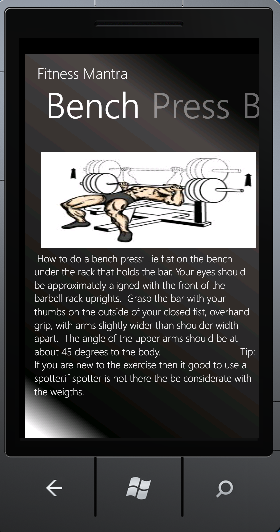 Fitness Mantra
Bench Press B
How to do a bench press: Lie flat on the bench
under the rack that holds the bar. Your eyes should
be approximately aligned with the front of the
barbell rack uprights. Grasp the bar with your
thumbs on the outside of your closed fist, overhand
grip, with arms slightly wider than shoulder width
apart. The angle of the upper arms should be at
about 45 degrees to the body. Tip:
If you are new to the exercise then it good to use a
spotter.if spotter is not there the be considerate with
the weigths.